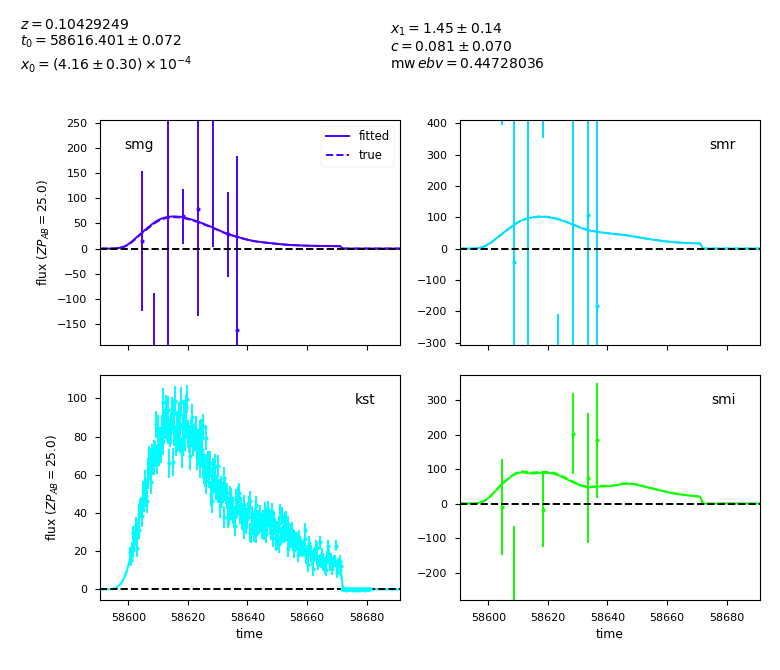 z = 0.10429249
t₀ = 58616.401 ± 0.072
x₀ = (4.16 ± 0.30) × 10⁻⁴
x₁ = 1.45 ± 0.14
c = 0.081 ± 0.070
mw ebv = 0.44728036
smg
fitted
true
250
200
150
100
50
0
−50
−100
−150
flux (ZP_AB = 25.0)
smr
400
300
200
100
0
−100
−200
−300
kst
100
80
60
40
20
0
flux (ZP_AB = 25.0)
58600 58620 58640 58660 58680
time
smi
300
200
100
0
−100
−200
58600 58620 58640 58660 58680
time